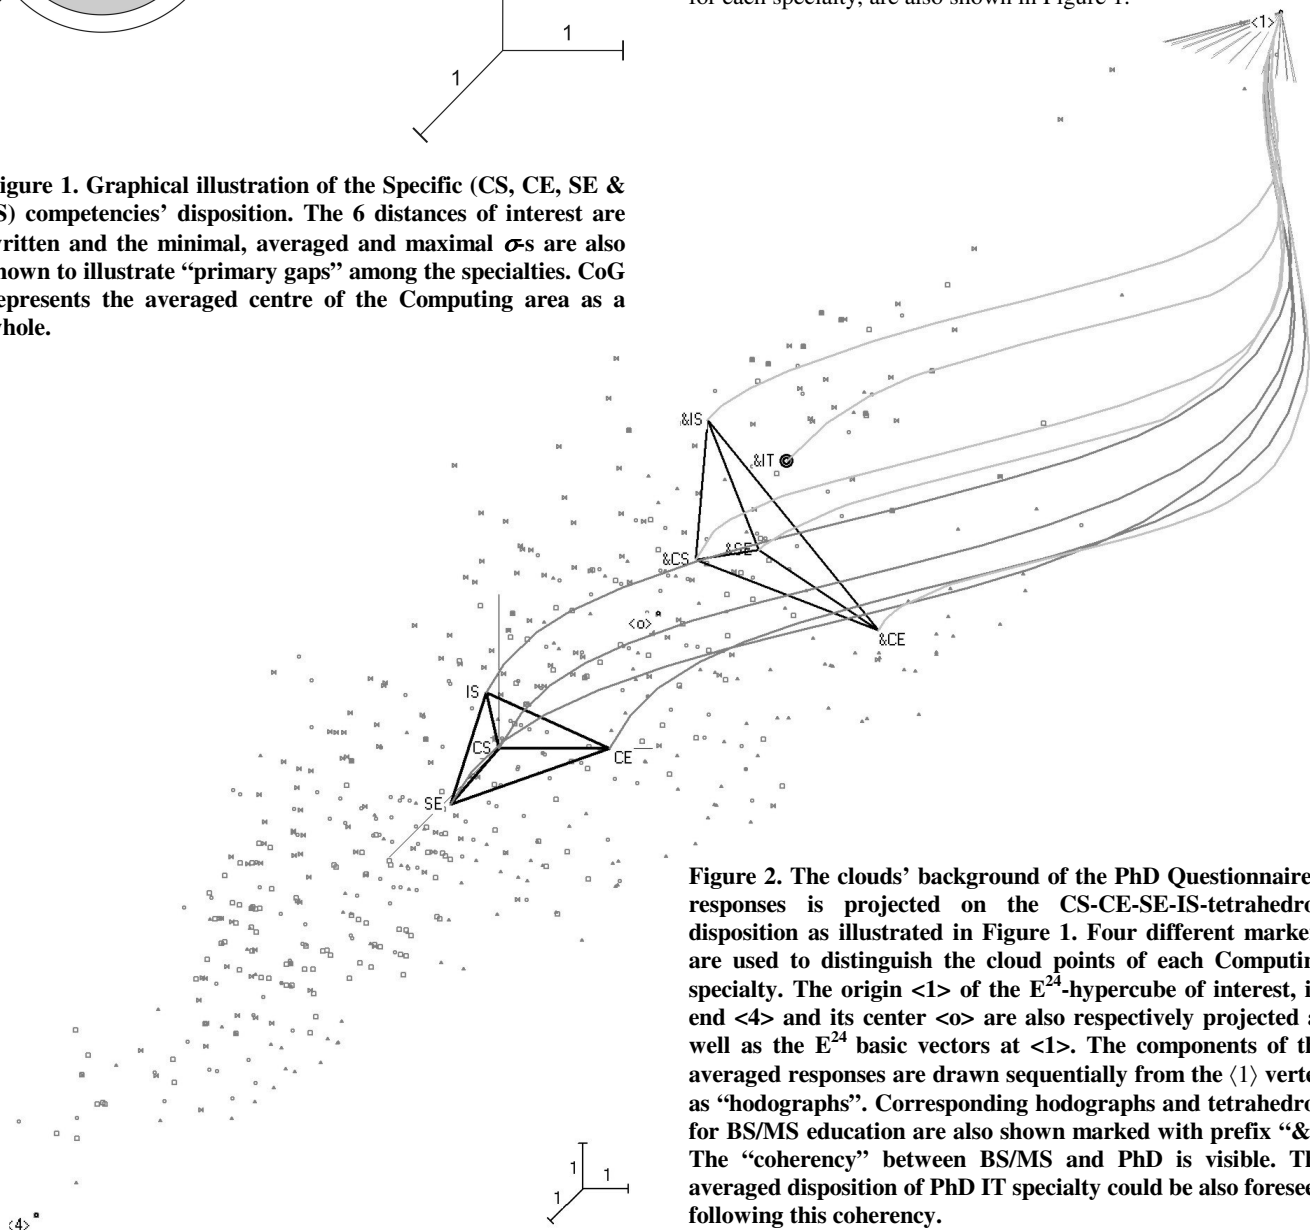 for each specialty, are also shown in Figure 1.
1
1
igure 1. Graphical illustration of the Specific (CS, CE, SE &
S) competencies’ disposition. The 6 distances of interest are
ritten and the minimal, averaged and maximal σ-s are also
hown to illustrate “primary gaps” among the specialties. CoG
epresents the averaged centre of the Computing area as a
hole.
<1>
&IS
&IT
&SE
&CS
<o>
&CE
IS
CS
CE
SE
1
1
1
<4>
Figure 2. The clouds’ background of the PhD Questionnaire
responses is projected on the CS-CE-SE-IS-tetrahedro
disposition as illustrated in Figure 1. Four different marker
are used to distinguish the cloud points of each Computin
specialty. The origin <1> of the E24-hypercube of interest, i
end <4> and its center <o> are also respectively projected a
well as the E24 basic vectors at <1>. The components of th
averaged responses are drawn sequentially from the ⟨1⟩ verte
as “hodographs”. Corresponding hodographs and tetrahedro
for BS/MS education are also shown marked with prefix “&
The “coherency” between BS/MS and PhD is visible. Th
averaged disposition of PhD IT specialty could be also foresee
following this coherency.